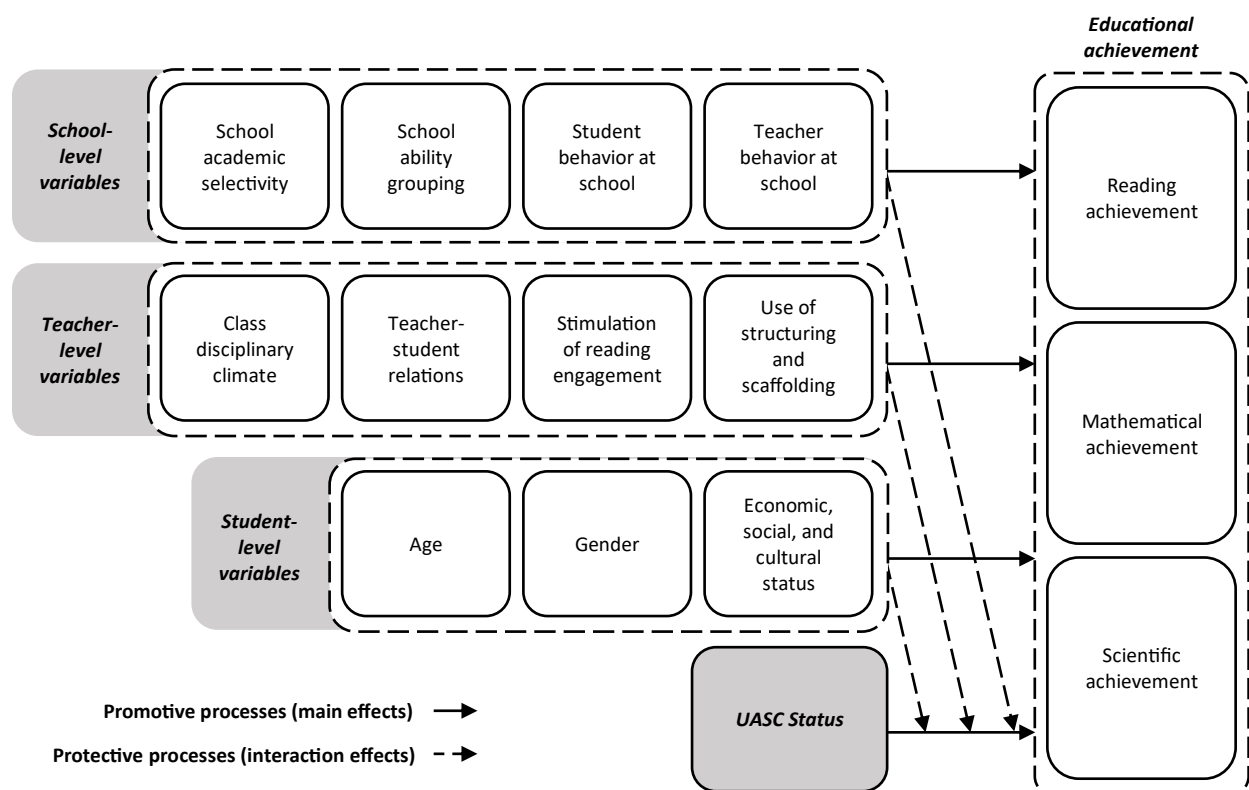 Educational
achievement
School-
level
variables
School
academic
selectivity
School
ability
grouping
Student
behavior at
school
Teacher
behavior at
school
Reading
achievement
Teacher-
level
variables
Class
disciplinary
climate
Teacher-
student
relations
Stimulation
of reading
engagement
Use of
structuring
and
scaffolding
Mathematical
achievement
Student-
level
variables
Age
Gender
Economic,
social, and
cultural
status
Scientific
achievement
UASC Status
Promotive processes (main effects)
Protective processes (interaction effects)